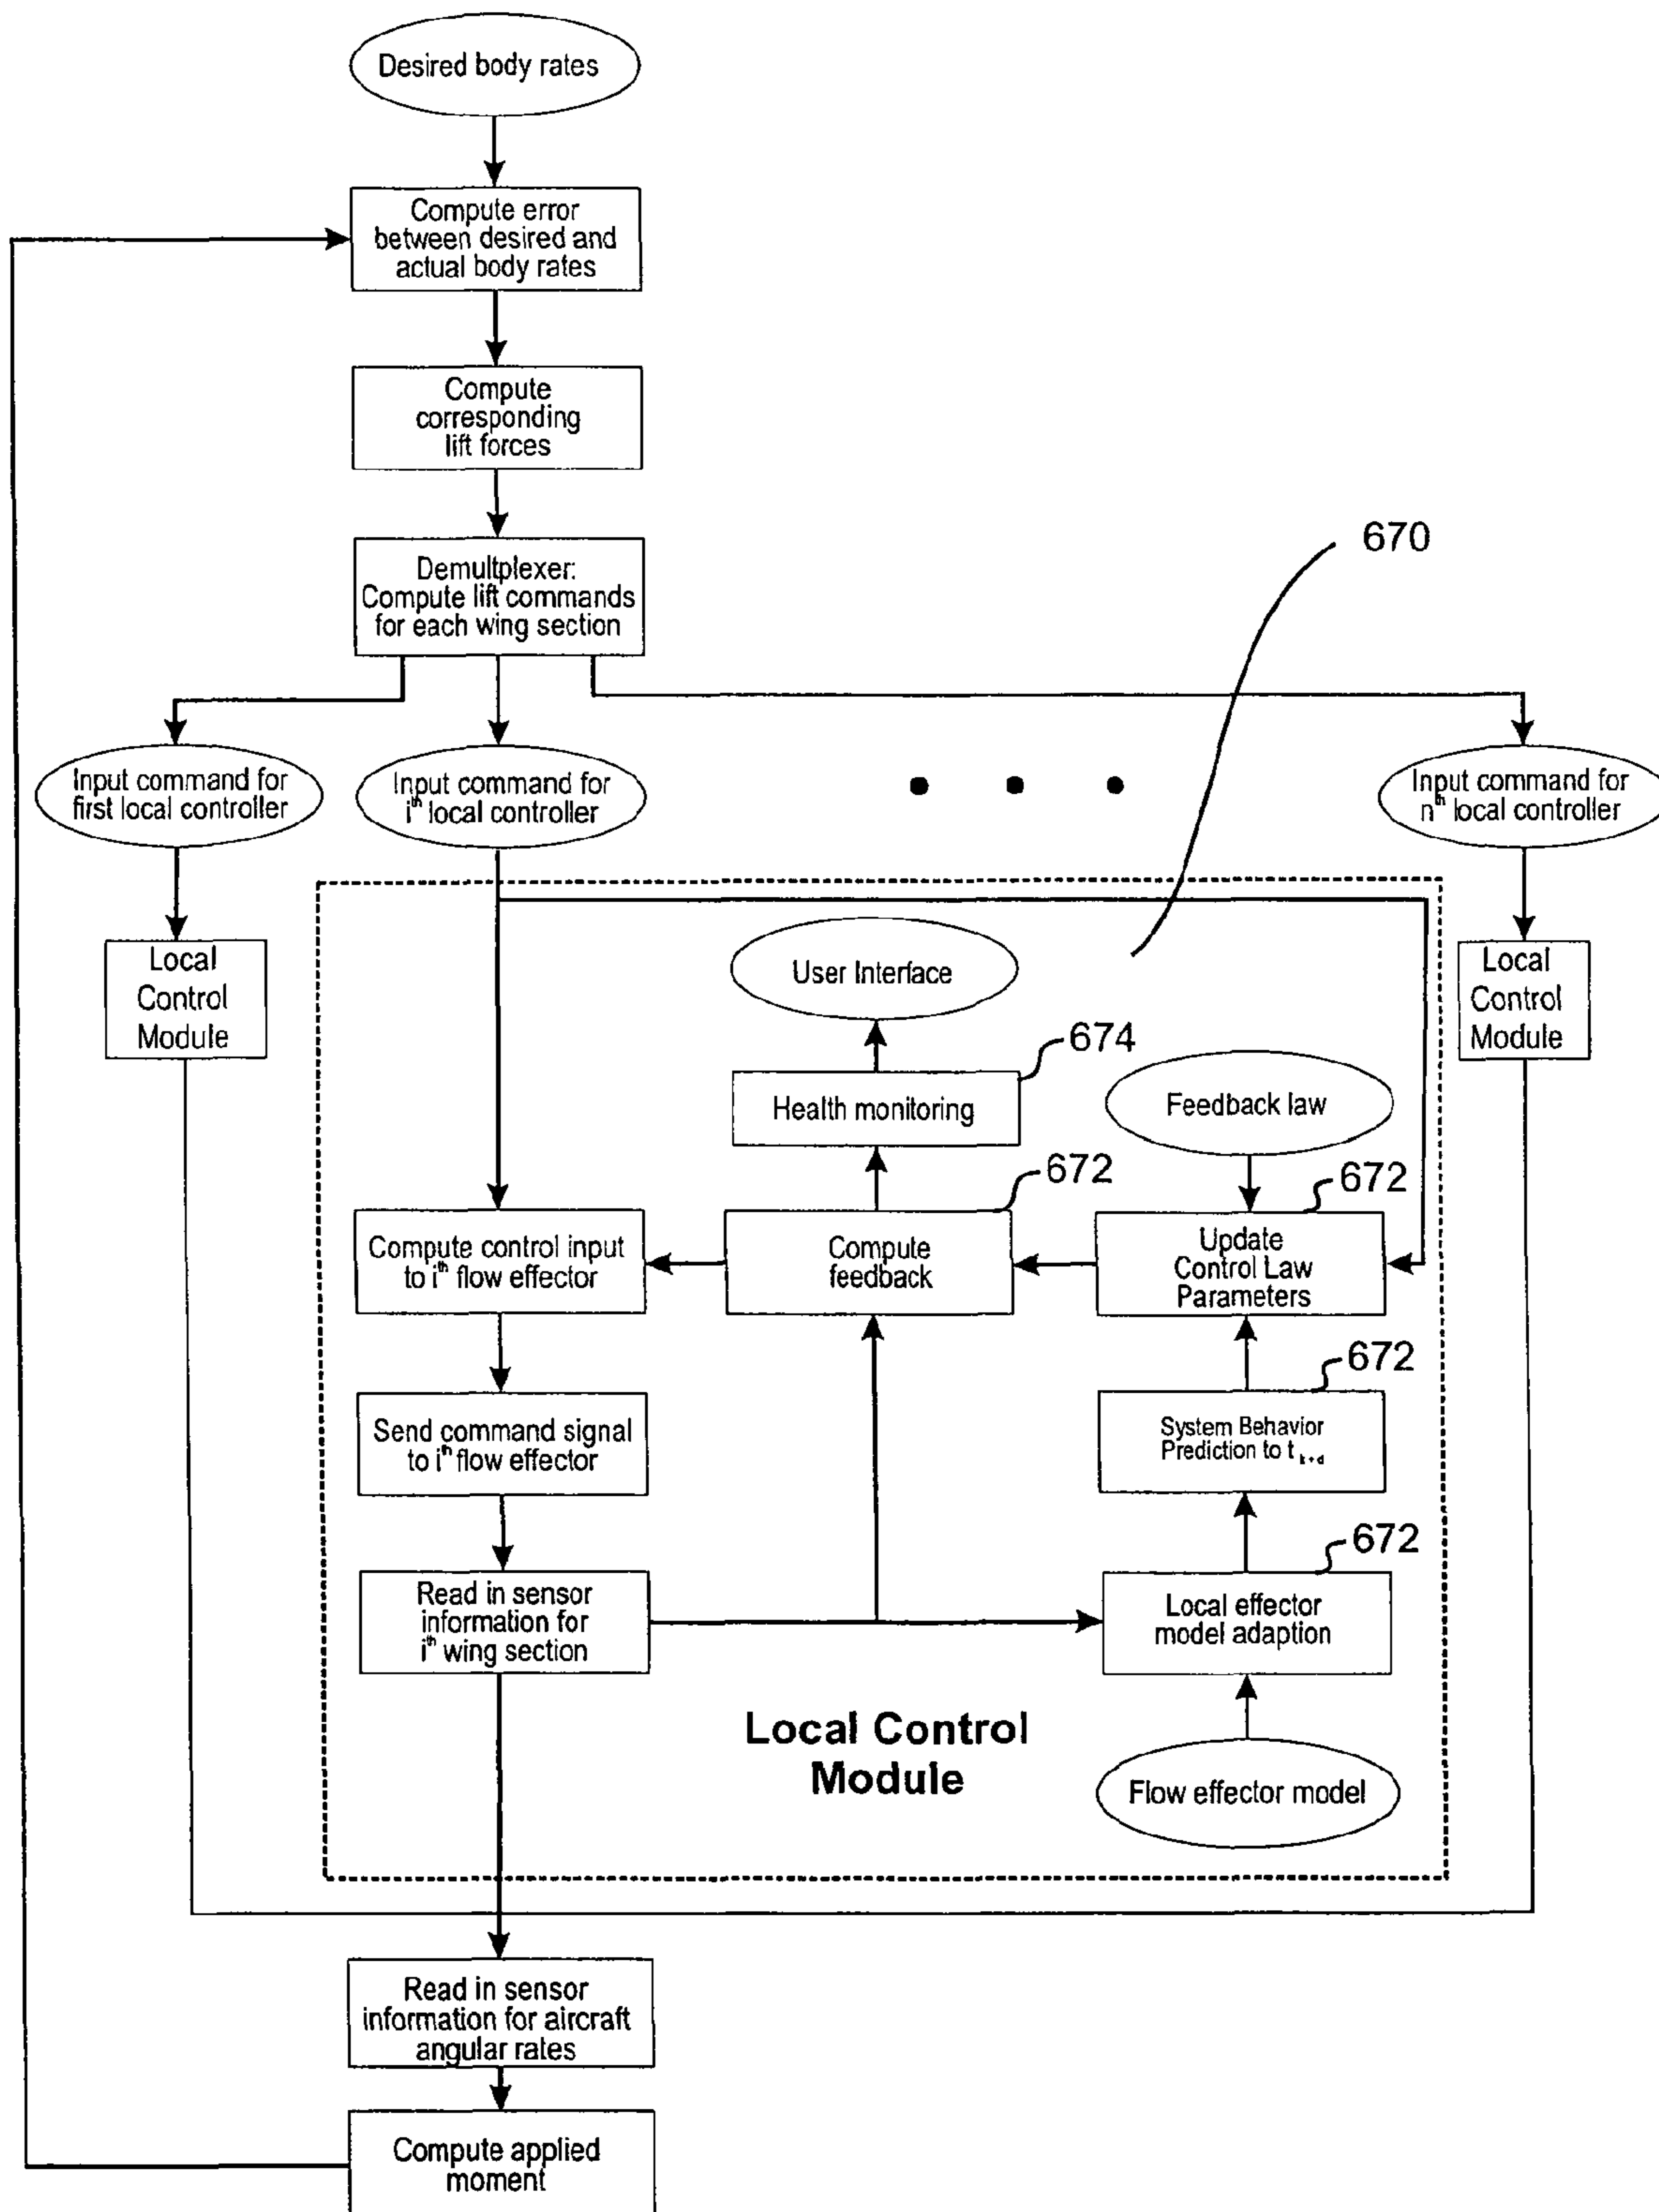 Desired body rates
Compute error
between desired and
actual body rates
Compute
corresponding
lift forces
Demultplexer:
Compute lift commands
for each wing section
670
Input command for
first local controller
Input command for
iᵗʰ local controller
Input command for
nᵗʰ local controller
Local
Control
Module
User Interface
Local
Control
Module
674
Health monitoring
Feedback law
672
672
Compute control input
to iᵗʰ flow effector
Compute
feedback
Update
Control Law
Parameters
672
Send command signal
to iᵗʰ flow effector
System Behavior
Prediction to t k+d
672
Read in sensor
information for
iᵗʰ wing section
Local effector
model adaption
Local Control
Module
Flow effector model
Read in sensor
information for aircraft
angular rates
Compute applied
moment